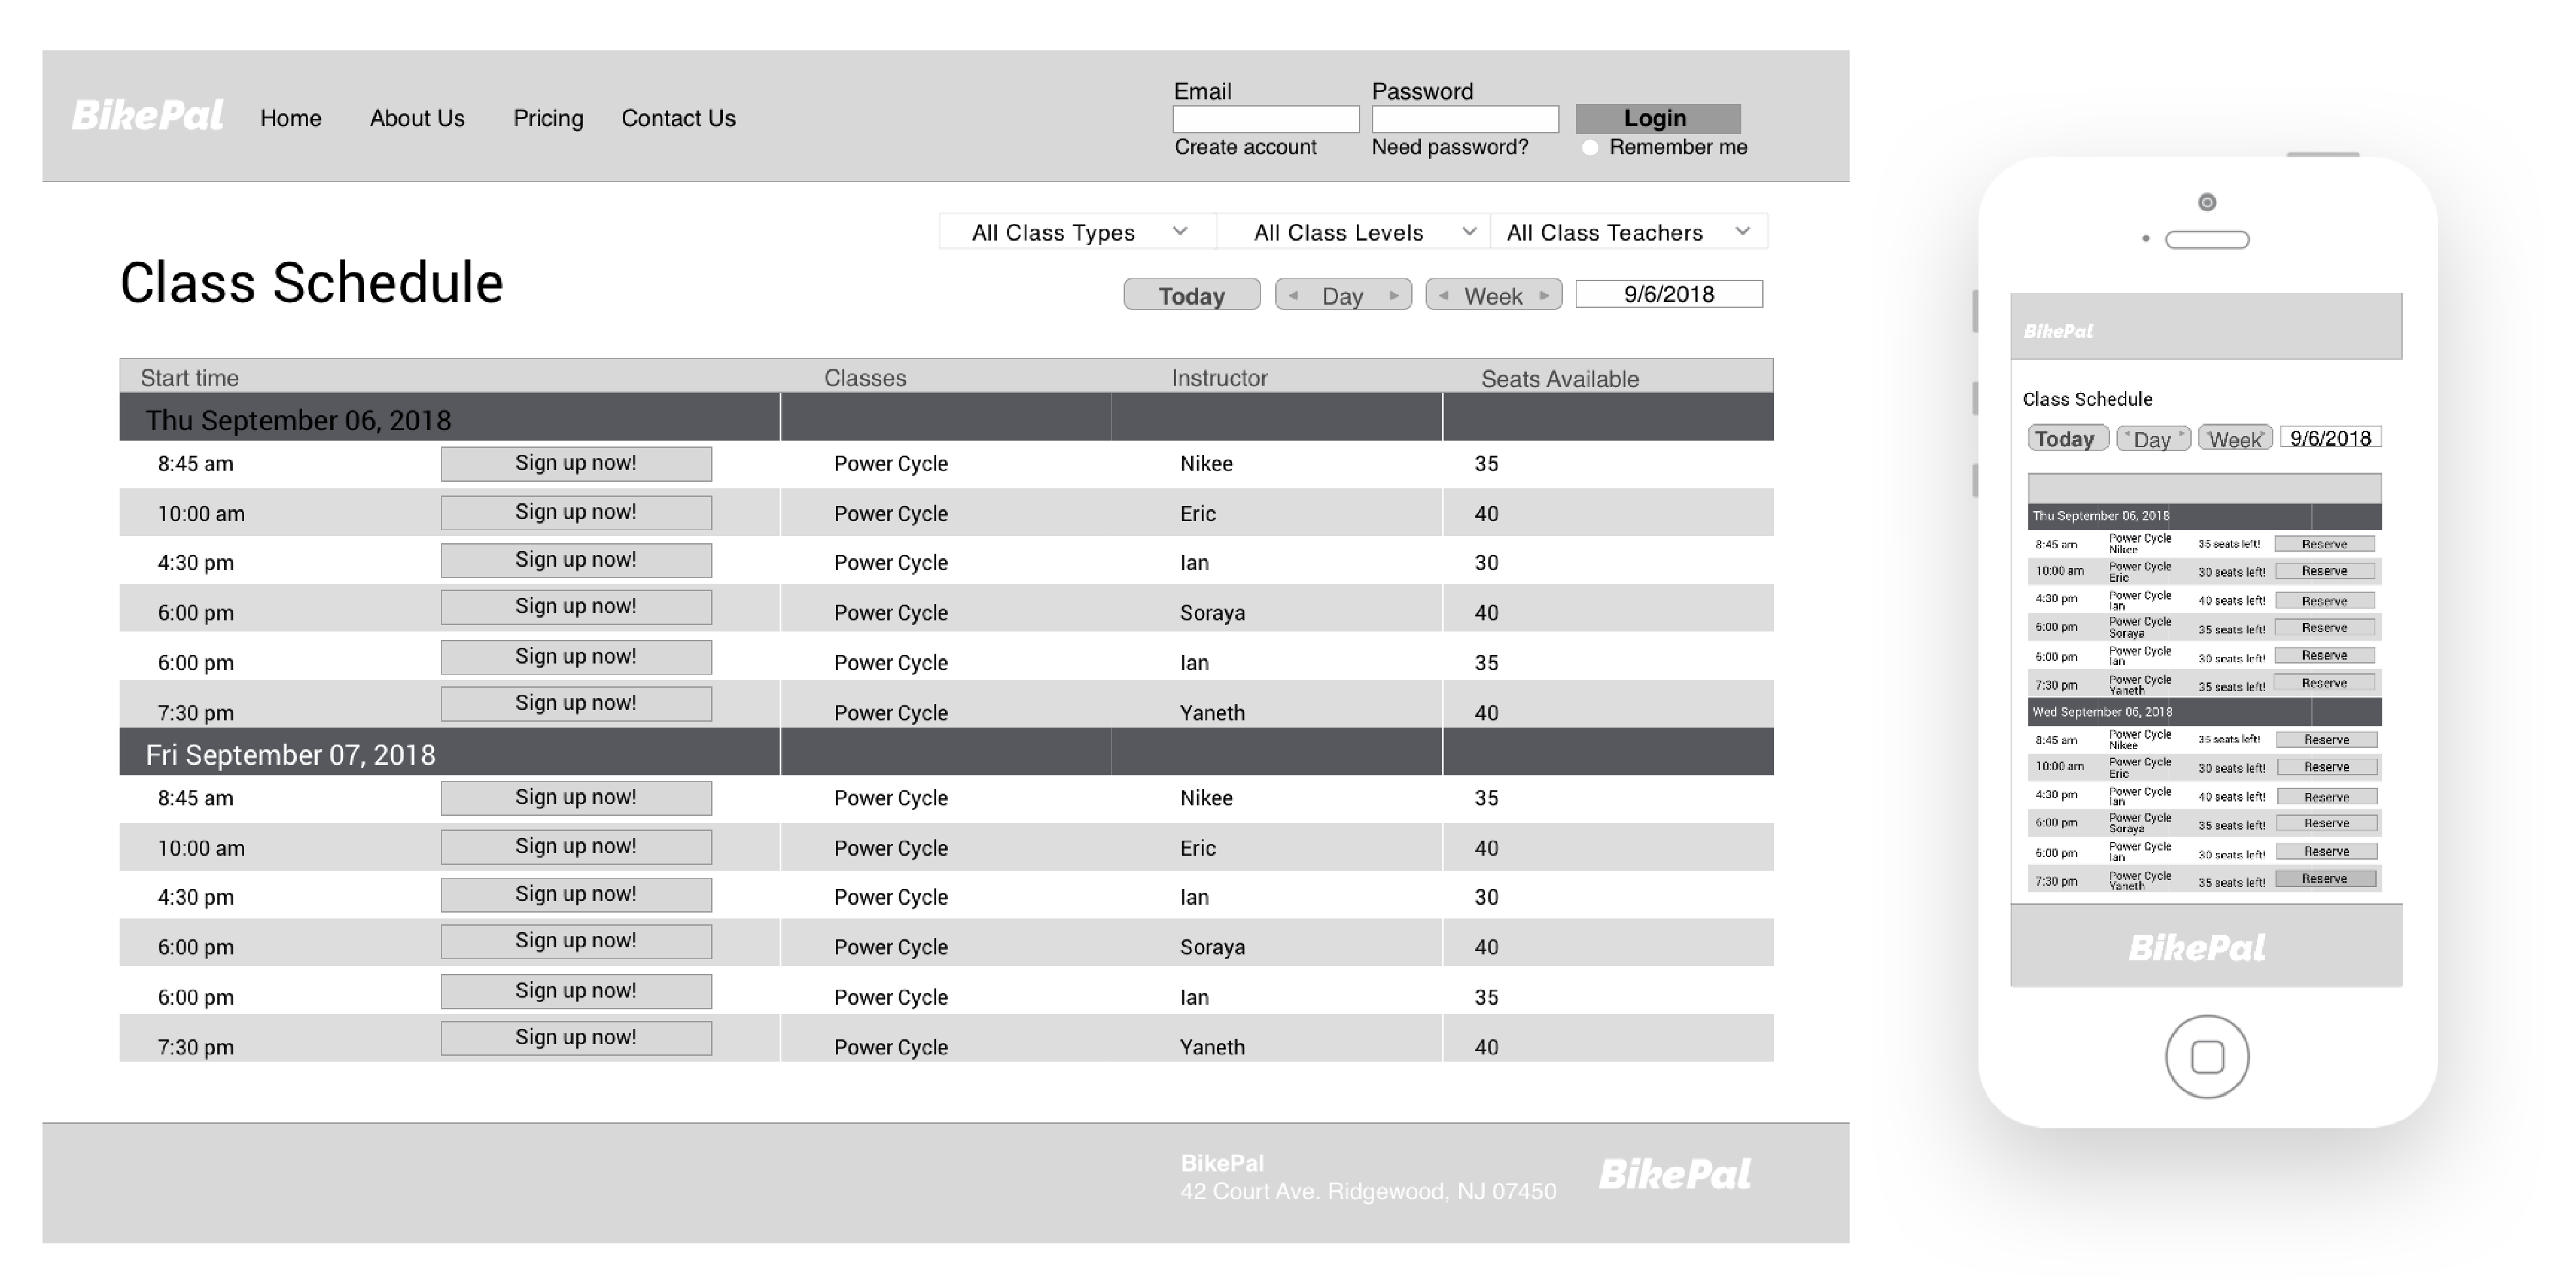 BikePal Home About Us Pricing Contact Us
Email Password
Login
Create account Need password? Remember me
All Class Types All Class Levels All Class Teachers
Class Schedule
Today Day Week 9/6/2018
Start time Classes Instructor Seats Available
Thu September 06, 2018
8:45 am Sign up now! Power Cycle Nikee 35
10:00 am Sign up now! Power Cycle Eric 40
4:30 pm Sign up now! Power Cycle Ian 30
6:00 pm Sign up now! Power Cycle Soraya 40
6:00 pm Sign up now! Power Cycle Ian 35
7:30 pm Sign up now! Power Cycle Yaneth 40
Fri September 07, 2018
8:45 am Sign up now! Power Cycle Nikee 35
10:00 am Sign up now! Power Cycle Eric 40
4:30 pm Sign up now! Power Cycle Ian 30
6:00 pm Sign up now! Power Cycle Soraya 40
6:00 pm Sign up now! Power Cycle Ian 35
7:30 pm Sign up now! Power Cycle Yaneth 40
BikePal
42 Court Ave. Ridgewood, NJ 07450
BikePal
BikePal
Class Schedule
Today Day Week 9/6/2018
Thu September 06, 2018
8:45 am Power Cycle 35 seats left! Reserve
Nikee
10:00 am Power Cycle 30 seats left! Reserve
Eric
4:30 pm Power Cycle 40 seats left! Reserve
Ian
6:00 pm Power Cycle 35 seats left! Reserve
Soraya
6:00 pm Power Cycle 30 seats left! Reserve
Ian
7:30 pm Power Cycle 35 seats left! Reserve
Yaneth
Wed September 06, 2018
8:45 am Power Cycle 35 seats left! Reserve
Nikee
10:00 am Power Cycle 30 seats left! Reserve
Eric
4:30 pm Power Cycle 40 seats left! Reserve
Ian
6:00 pm Power Cycle 35 seats left! Reserve
Soraya
6:00 pm Power Cycle 30 seats left! Reserve
Ian
7:30 pm Power Cycle 35 seats left! Reserve
Yaneth
BikePal